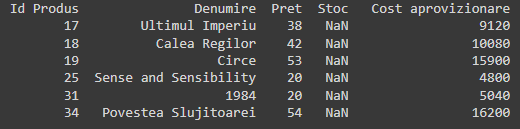 Id Produs Denumire Pret Stoc Cost aprovizionare
17 Ultimul Imperiu 38 NaN 9120
18 Calea Regilor 42 NaN 10080
19 Circe 53 NaN 15900
25 Sense and Sensibility 20 NaN 4800
31 1984 20 NaN 5040
34 Povestea Slujitoarei 54 NaN 16200